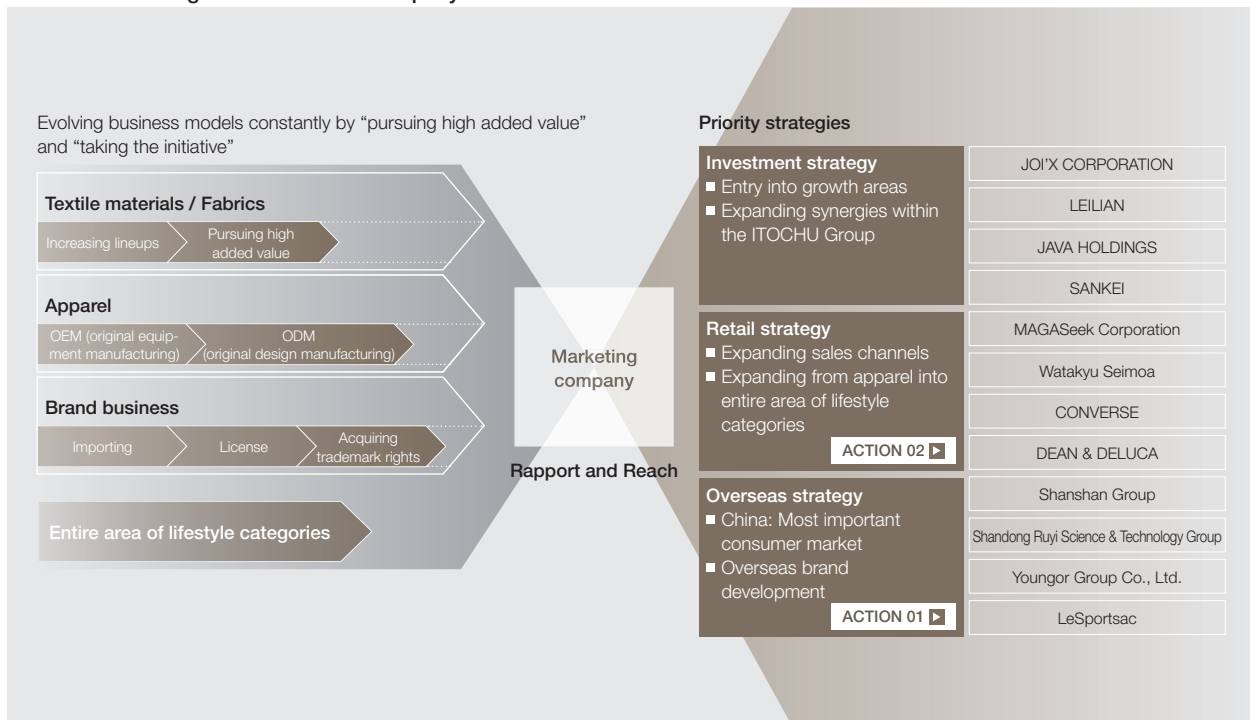 Evolving business models constantly by “pursuing high added value”
and “taking the initiative”
Textile materials / Fabrics
Increasing lineups
Pursuing high
added value
Apparel
OEM (original equip-
ment manufacturing)
ODM
(original design manufacturing)
Brand business
Importing
License
Acquiring
trademark rights
Entire area of lifestyle categories
Marketing
company
Rapport and Reach
Priority strategies
Investment strategy
Entry into growth areas
Expanding synergies within
the ITOCHU Group
Retail strategy
Expanding sales channels
Expanding from apparel into
entire area of lifestyle
categories
ACTION 02
Overseas strategy
China: Most important
consumer market
Overseas brand
development
ACTION 01
JOI’X CORPORATION
LEILIAN
JAVA HOLDINGS
SANKEI
MAGASeek Corporation
Watakyu Seimoa
CONVERSE
DEAN & DELUCA
Shanshan Group
Shandong Ruyi Science & Technology Group
Youngor Group Co., Ltd.
LeSportsac